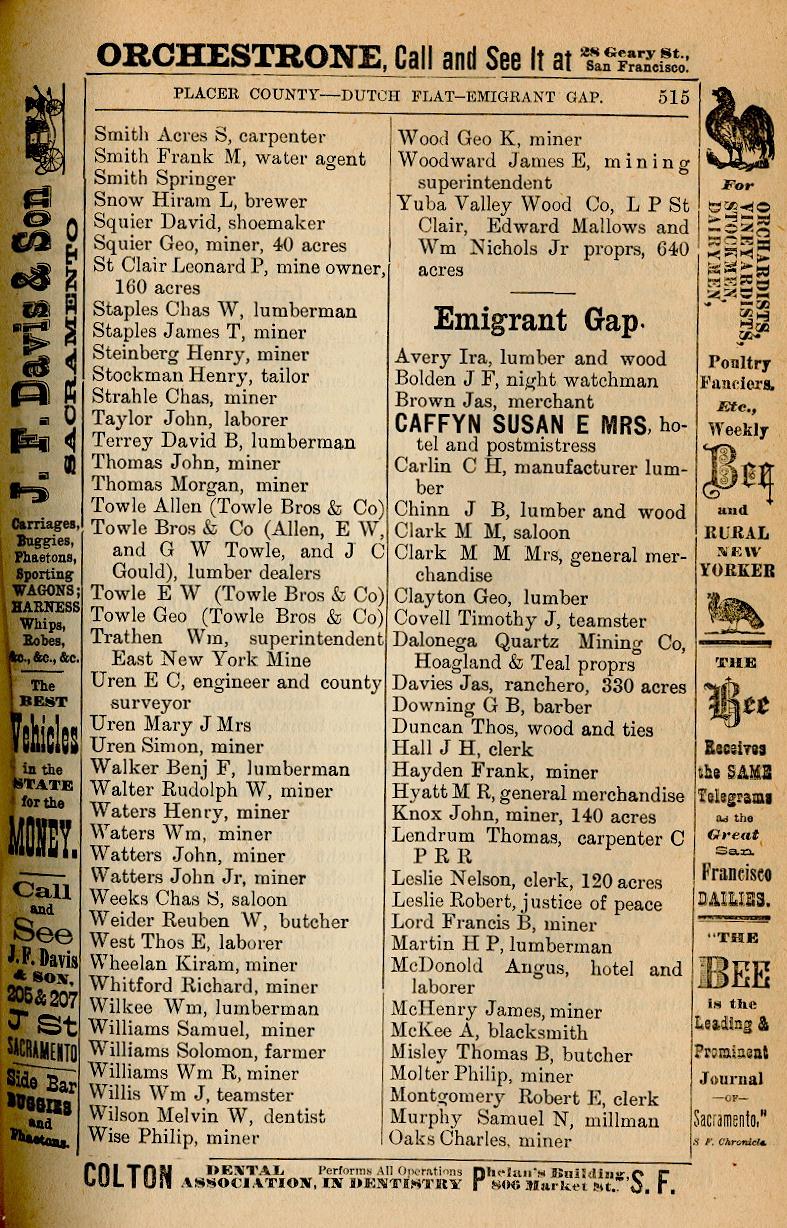 ORCHESTRONE, Call and See It at 28 Geary St., San Francisco.
PLACER COUNTY—DUTCH FLAT—EMIGRANT GAP. 515
Smith Acres S, carpenter
Smith Frank M, water agent
Smith Springer
Snow Hiram L, brewer
Squier David, shoemaker
Squier Geo, miner, 40 acres
St Clair Leonard P, mine owner,
160 acres
Staples Chas W, lumberman
Staples James T, miner
Steinberg Henry, miner
Stockman Henry, tailor
Strahle Chas, miner
Taylor John, laborer
Terrey David B, lumberman
Thomas John, miner
Thomas Morgan, miner
Towle Allen (Towle Bros & Co)
Towle Bros & Co (Allen, E W,
and G W Towle, and J C
Gould), lumber dealers
Towle E W (Towle Bros & Co)
Towle Geo (Towle Bros & Co)
Trathen Wm, superintendent
East New York Mine
Uren E C, engineer and county
surveyor
Uren Mary J Mrs
Uren Simon, miner
Walker Benj F, lumberman
Walter Rudolph W, miner
Waters Henry, miner
Waters Wm, miner
Watters John, miner
Watters John Jr, miner
Weeks Chas S, saloon
Weider Reuben W, butcher
West Thos E, laborer
Wheelan Kiram, miner
Whitford Richard, miner
Wilkee Wm, lumberman
Williams Samuel, miner
Williams Solomon, farmer
Williams Wm R, miner
Willis Wm J, teamster
Wilson Melvin W, dentist
Wise Philip, miner
Wood Geo K, miner
Woodward James E, mining
superintendent
Yuba Valley Wood Co, L P St
Clair, Edward Mallows and
Wm Nichols Jr proprs, 640
acres
Emigrant Gap.
Avery Ira, lumber and wood
Bolden J F, night watchman
Brown Jas, merchant
CAFFYN SUSAN E MRS, ho-
tel and postmistress
Carlin C H, manufacturer lum-
ber
Chinn J B, lumber and wood
Clark M M, saloon
Clark M M Mrs, general mer-
chandise
Clayton Geo, lumber
Covell Timothy J, teamster
Dalonega Quartz Mining Co,
Hoagland & Teal proprs
Davies Jas, ranchero, 330 acres
Downing G B, barber
Duncan Thos, wood and ties
Hall J H, clerk
Hayden Frank, miner
Hyatt M R, general merchandise
Knox John, miner, 140 acres
Lendrum Thomas, carpenter C
P R R
Leslie Nelson, clerk, 120 acres
Leslie Robert, justice of peace
Lord Francis B, miner
Martin H P, lumberman
McDonold Angus, hotel and
laborer
McHenry James, miner
McKee A, blacksmith
Misley Thomas B, butcher
Molter Philip, miner
Montgomery Robert E, clerk
Murphy Samuel N, millman
Oaks Charles, miner
J. F. Davis & Son
SACRAMENTO
Carriages,
Buggies,
Phaetons,
Sporting
WAGONS;
HARNESS
Whips,
Robes,
&c., &c., &c.
The
BEST
Vehicles
in the
STATE
for the
MONEY.
Call
and
See
J. F. Davis
& SON,
205 & 207
J St
SACRAMENTO
Side Bar
BUGGIES
and
Phaetons.
For
ORCHARDISTS,
VINEYARDISTS,
STOCKMEN,
DAIRYMEN,
Poultry
Fanciers,
Etc.,
Weekly
Bee
and
RURAL
NEW
YORKER
THE
Bee
Receives
the SAME
Telegrams
as the
Great
San
Francisco
DAILIES.
"THE
BEE
is the
Leading &
Prominent
Journal
—OF—
Sacramento,"
S F. Chronicle
COLTON DENTAL ASSOCIATION, Performs All Operations IN DENTISTRY Phelan's Building, 806 Market St., S. F.